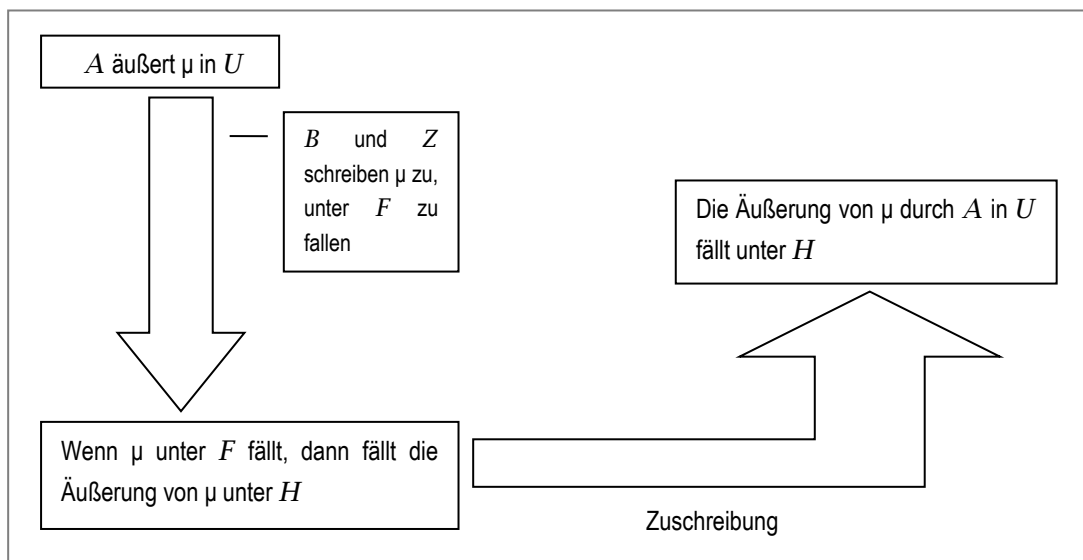 A äußert μ in U
B und Z
schreiben μ zu,
unter F zu
fallen
Die Äußerung von μ durch A in U
fällt unter H
Wenn μ unter F fällt, dann fällt die
Äußerung von μ unter H
Zuschreibung